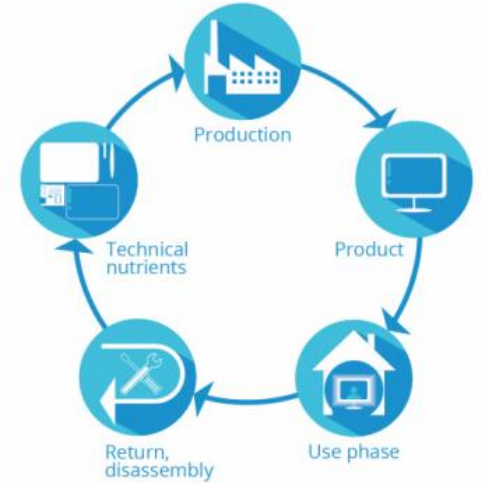 Production
Product
Use phase
Return,
disassembly
Technical
nutrients